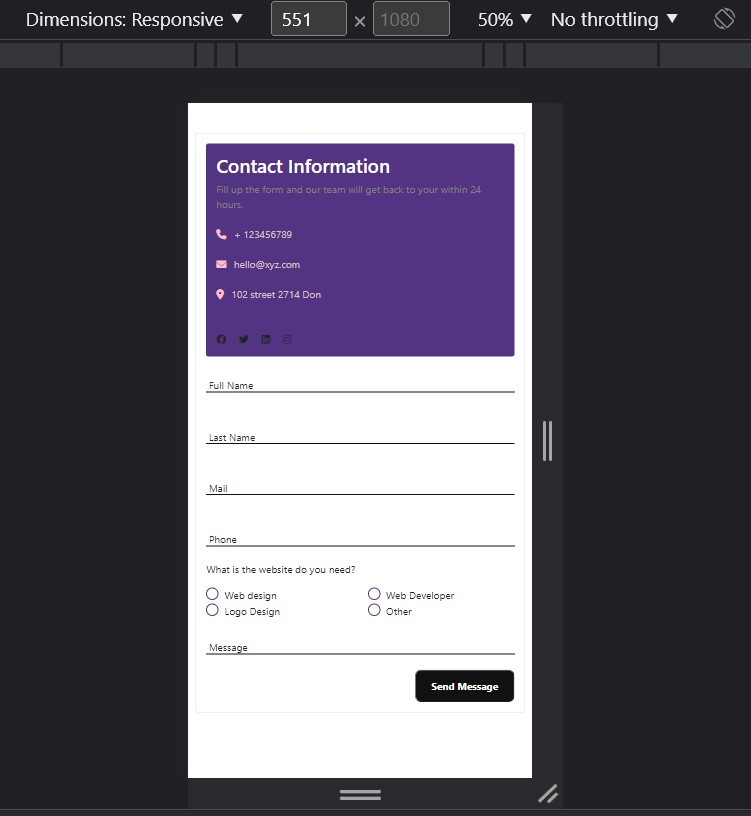 Dimensions: Responsive ▼ 551 × 1080 50% ▼ No throttling ▼
Contact Information
Fill up the form and our team will get back to your within 24
hours.
+ 123456789
hello@xyz.com
102 street 2714 Don
Full Name
Last Name
Mail
Phone
What is the website do you need?
Web design Web Developer
Logo Design Other
Message
Send Message